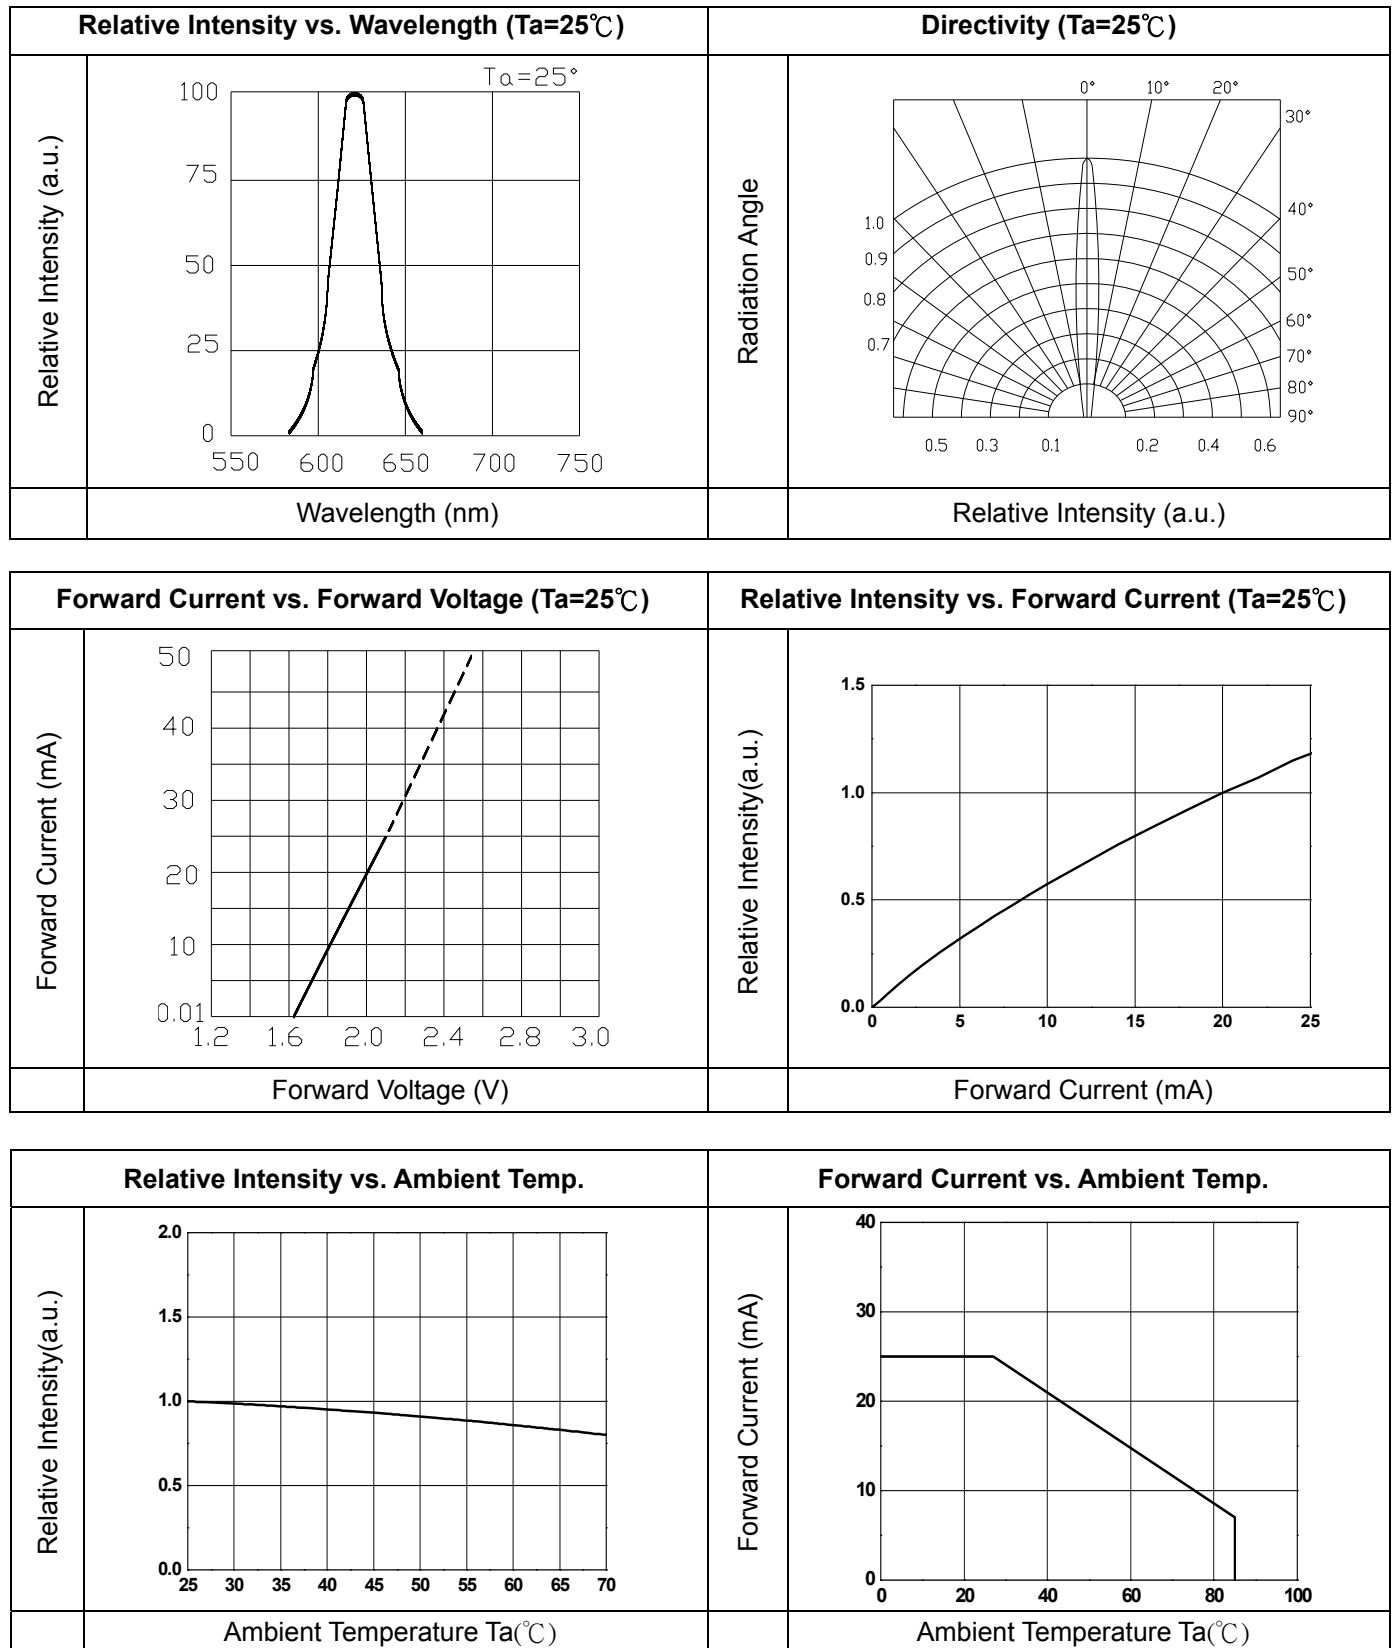 Relative Intensity vs. Wavelength (Ta=25℃)
Directivity (Ta=25℃)
Relative Intensity (a.u.)
Ta=25°
100
75
50
25
0
550 600 650 700 750
Wavelength (nm)
Radiation Angle
0° 10° 20°
30°
40°
50°
60°
70°
80°
90°
1.0
0.9
0.8
0.7
0.5 0.3 0.1 0.2 0.4 0.6
Relative Intensity (a.u.)
Forward Current vs. Forward Voltage (Ta=25℃)
Relative Intensity vs. Forward Current (Ta=25℃)
Forward Current (mA)
50
40
30
20
10
0.01
1.2 1.6 2.0 2.4 2.8 3.0
Forward Voltage (V)
Relative Intensity(a.u.)
1.5
1.0
0.5
0.0
0 5 10 15 20 25
Forward Current (mA)
Relative Intensity vs. Ambient Temp.
Forward Current vs. Ambient Temp.
Relative Intensity(a.u.)
2.0
1.5
1.0
0.5
0.0
25 30 35 40 45 50 55 60 65 70
Ambient Temperature Ta(℃)
Forward Current (mA)
40
30
20
10
0
0 20 40 60 80 100
Ambient Temperature Ta(℃)